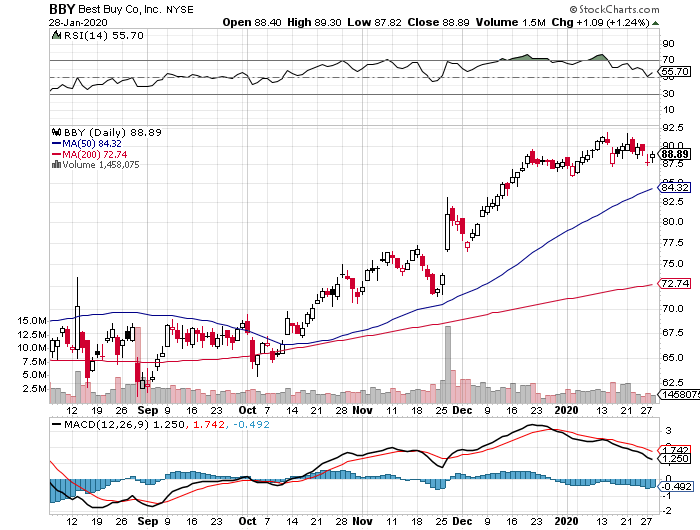 BBY Best Buy Co, Inc. NYSE © StockCharts.com
28-Jan-2020 Open 88.40 High 89.30 Low 87.82 Close 88.89 Volume 1.5M Chg +1.09 (+1.24%)
RSI(14) 55.70
90
70
55.70
50
30
10
BBY (Daily) 88.89
MA(50) 84.32
MA(200) 72.74
Volume 1,458,075
92.5
90.0
88.89
87.5
85.0
84.32
82.5
80.0
77.5
75.0
72.74
70.0
67.5
65.0
62.5
15.0M
12.5M
10.0M
7.5M
5.0M
2.5M
1458075
12 19 26 Sep 9 16 23 Oct 7 14 21 28 Nov 11 18 25 Dec 9 16 23 2020 13 21 27
MACD(12,26,9) 1.250, 1.742, -0.492
3
2
1.742
1.250
0
-0.492
-1
-2
12 19 26 Sep 9 16 23 Oct 7 14 21 28 Nov 11 18 25 Dec 9 16 23 2020 13 21 27